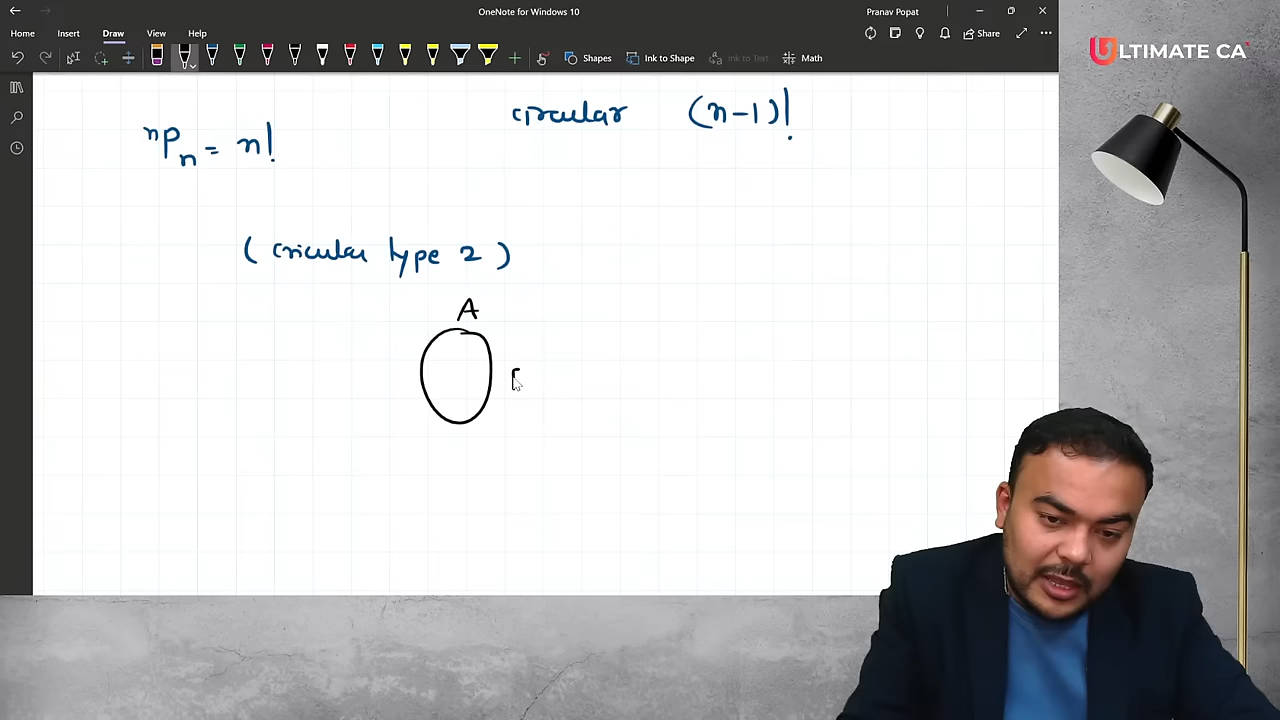 OneNote for Windows 10
Pranav Popat
Home Insert Draw View Help
Share
Shapes Ink to Shape Ink to Text Math
ULTIMATE CA
circular (n-1)!
ⁿPₙ = n!
(circular type 2)
A